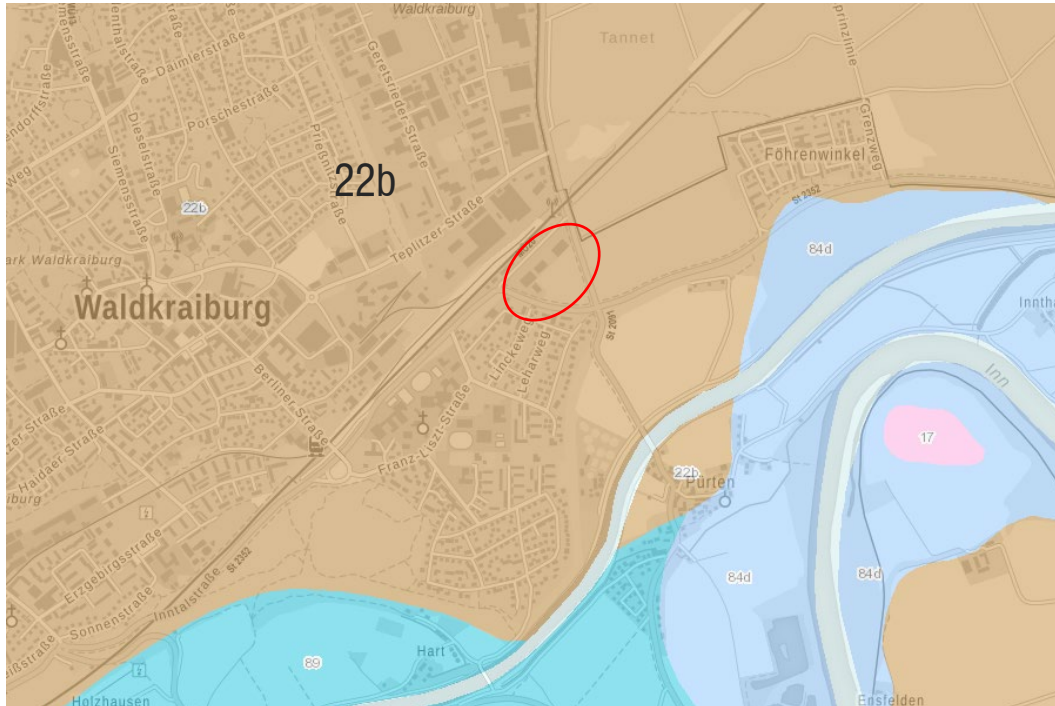 Waldkraiburg
Tannet
Daimlerstraße
Geretsrieder Straße
Porschestraße
Dieselstraße
Siemensstraße
Prießnitzstraße
Grenzweg
Föhrenwinkel
St 2352
22b
22b
Teplitzer Straße
84d
Waldkraiburg
Waldkraiburg
St 2091
Linckeweg
Leharweg
Inn
Berliner Straße
17
Franz-Liszt-Straße
Haidaer Straße
22b
Pürten
Erzgebirgsstraße
St 2352
84d
84d
Inntalstraße
Sonnenstraße
89
Hart
Holzhausen
Ensfelden